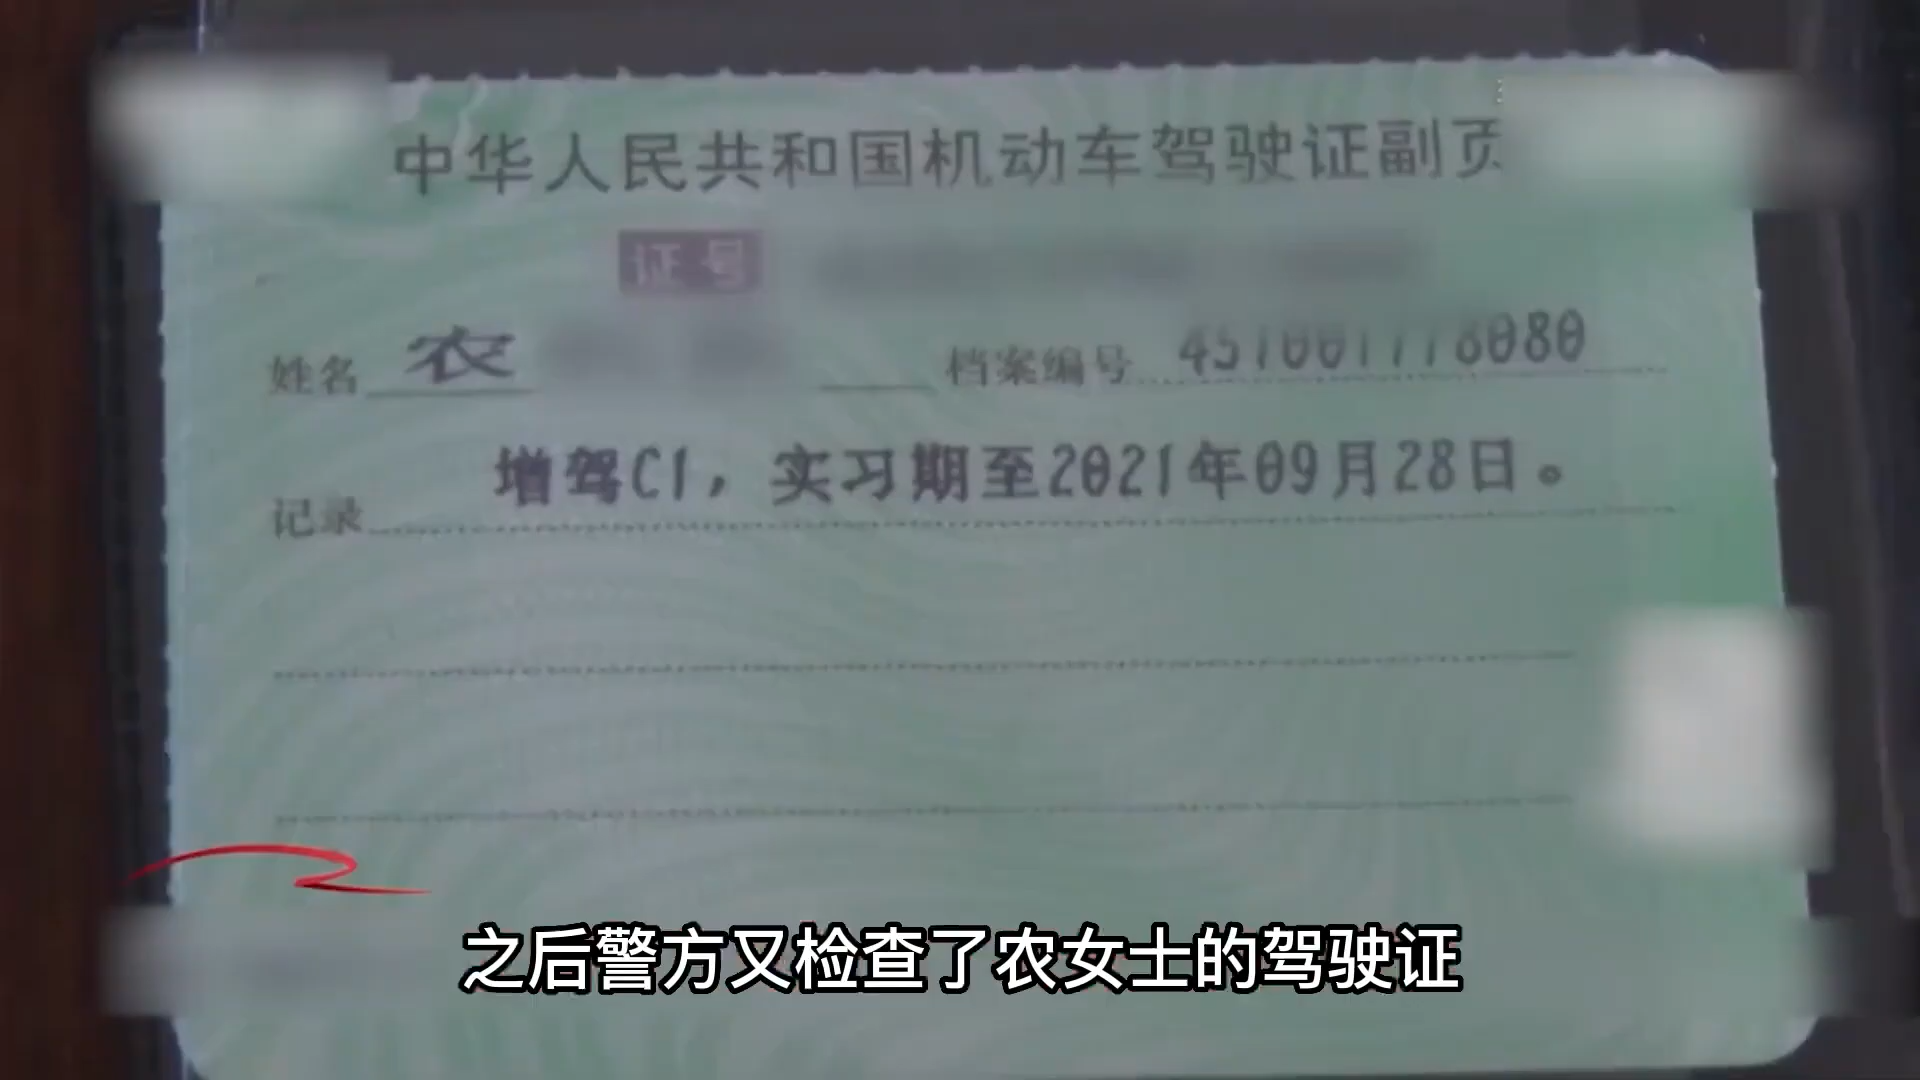 中华人民共和国机动车驾驶证副页
证号
姓名 农 档案编号 451001178080
记录 增驾C1，实习期至2021年09月28日。
之后警方又检查了农女士的驾驶证